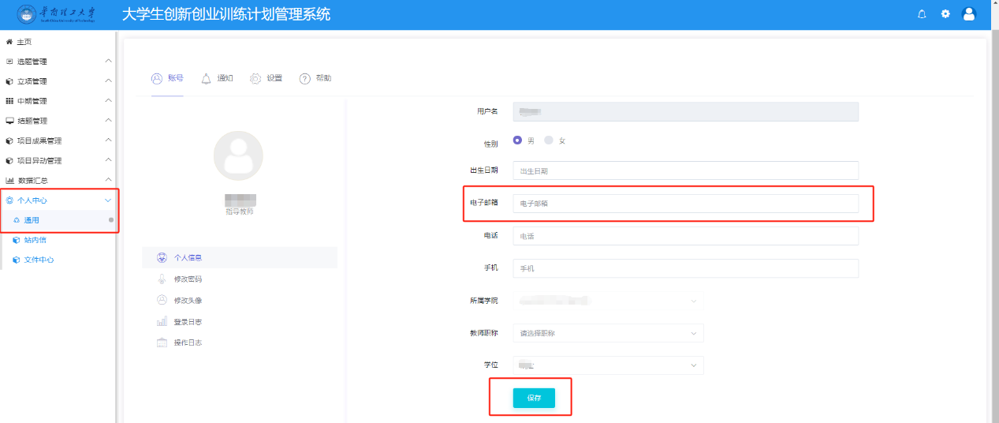 华南理工大学
South China University of Technology
大学生创新创业训练计划管理系统
主页
选题管理
立项管理
中期管理
结题管理
项目成果管理
项目异动管理
数据汇总
个人中心
通用
站内信
文件中心
账号 通知 设置 帮助
指导教师
个人信息
修改密码
修改头像
登录日志
操作日志
用户名
性别 男 女
出生日期 出生日期
电子邮箱 电子邮箱
电话 电话
手机 手机
所属学院
教师职称 请选择职称
学位
保存